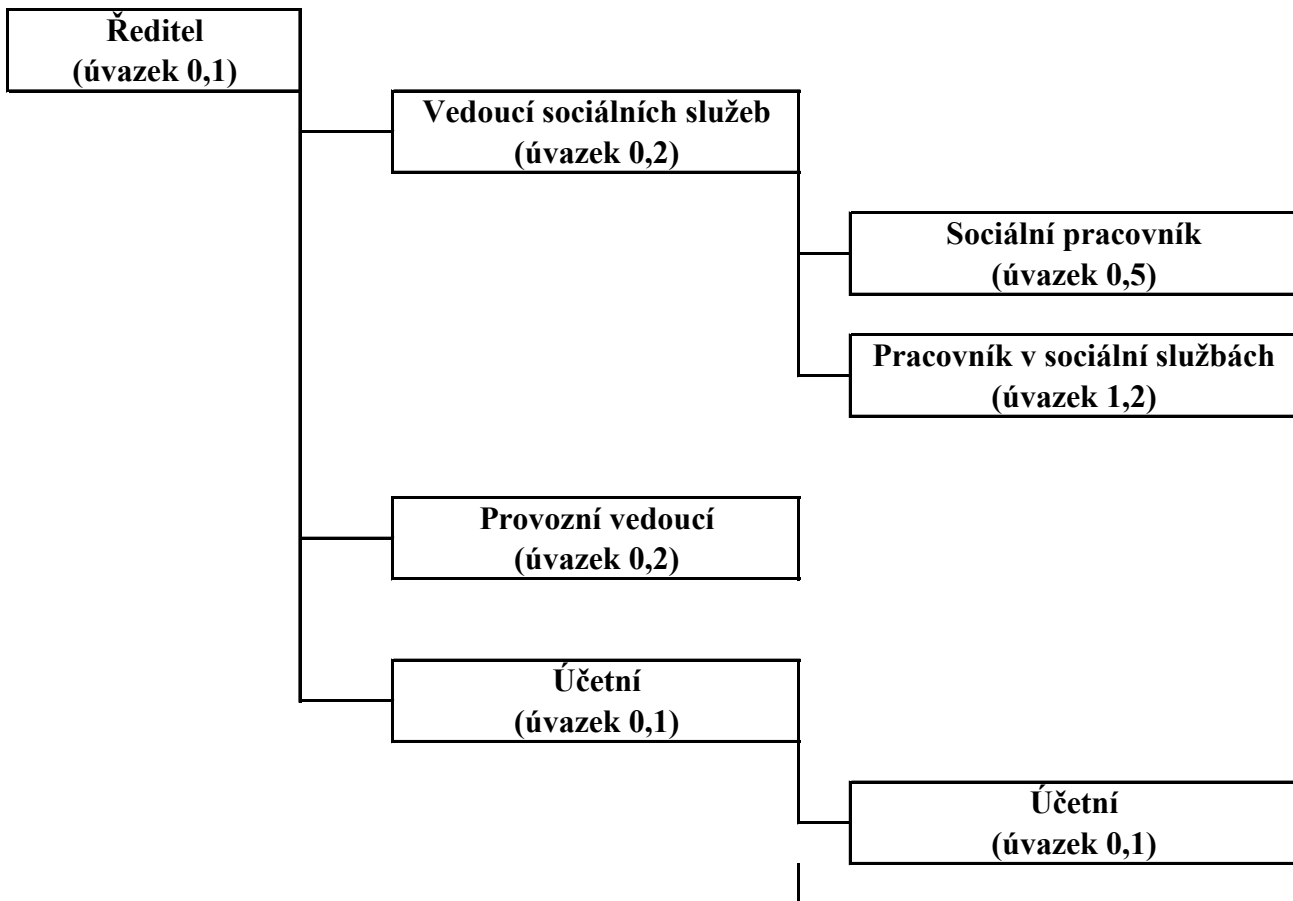 Ředitel
(úvazek 0,1)
Vedoucí sociálních služeb
(úvazek 0,2)
Sociální pracovník
(úvazek 0,5)
Pracovník v sociální službách
(úvazek 1,2)
Provozní vedoucí
(úvazek 0,2)
Účetní
(úvazek 0,1)
Účetní
(úvazek 0,1)